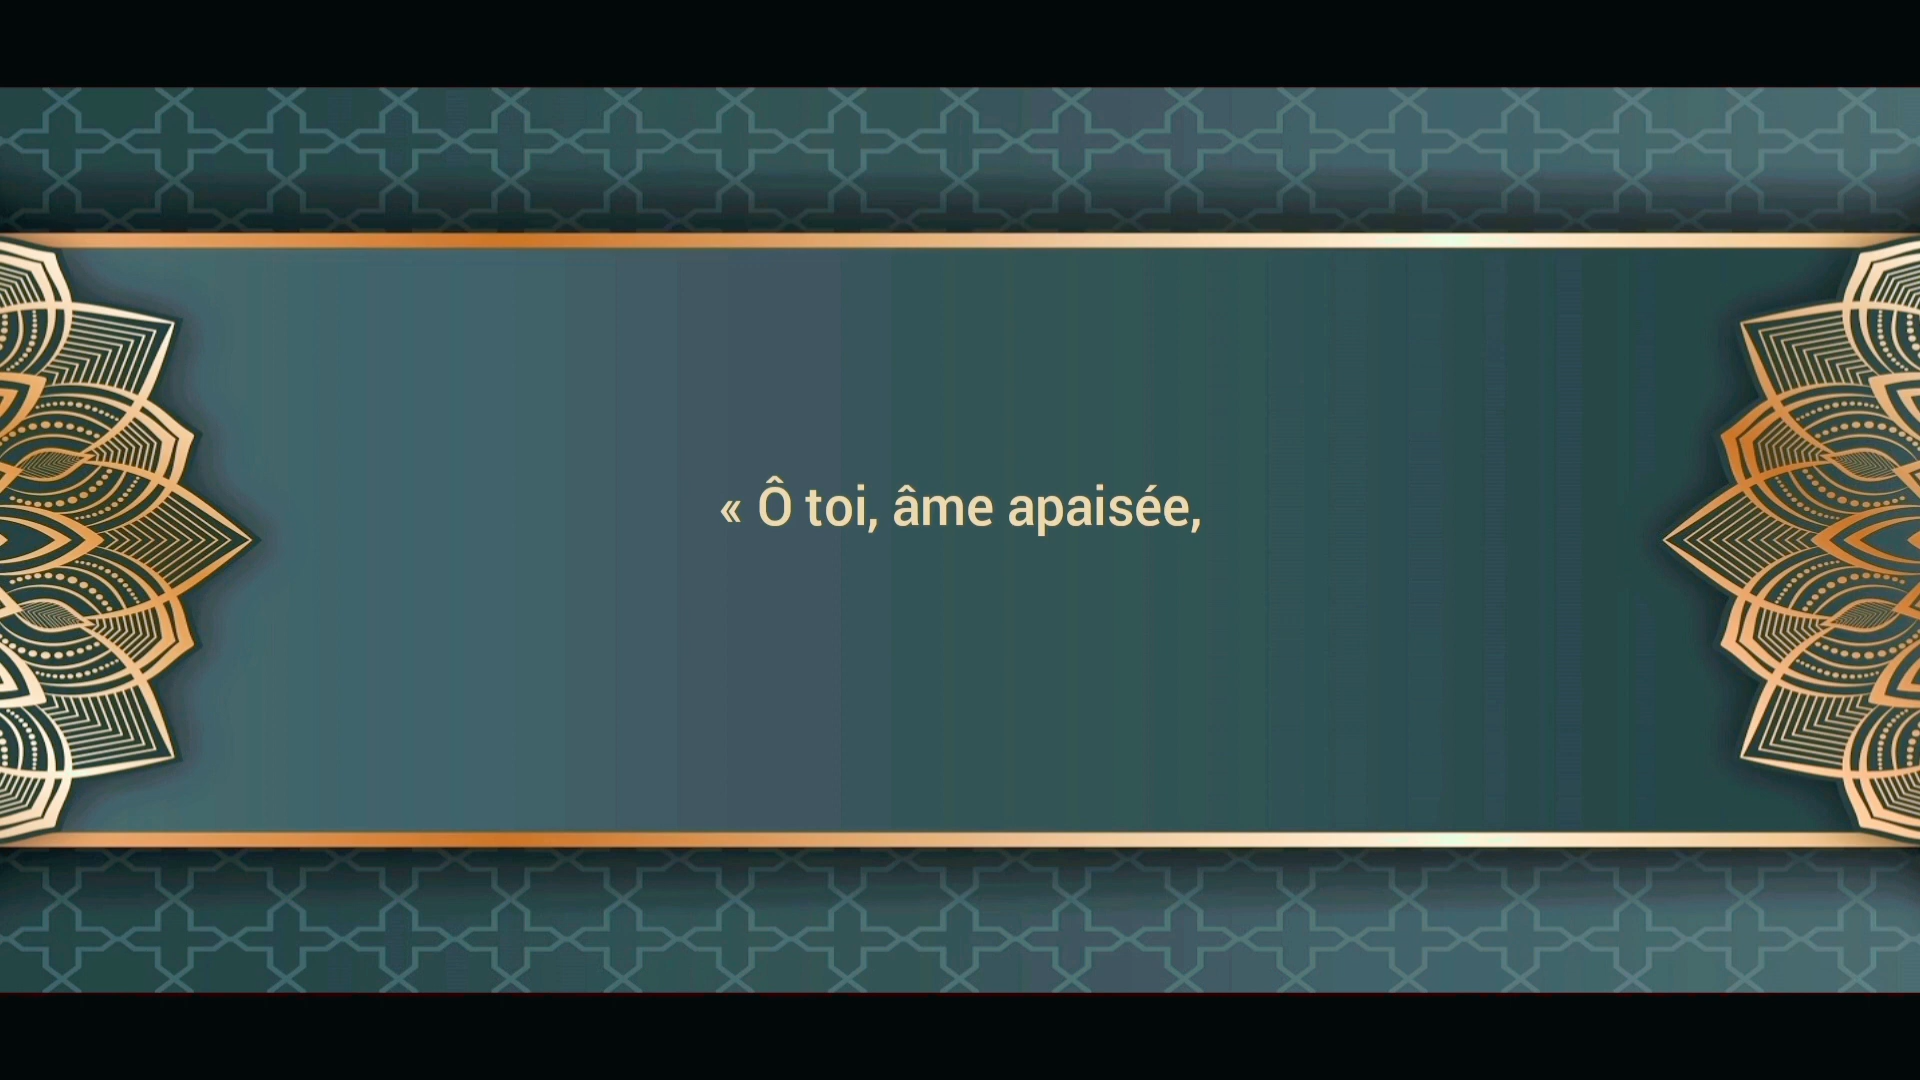 « Ô toi, âme apaisée,